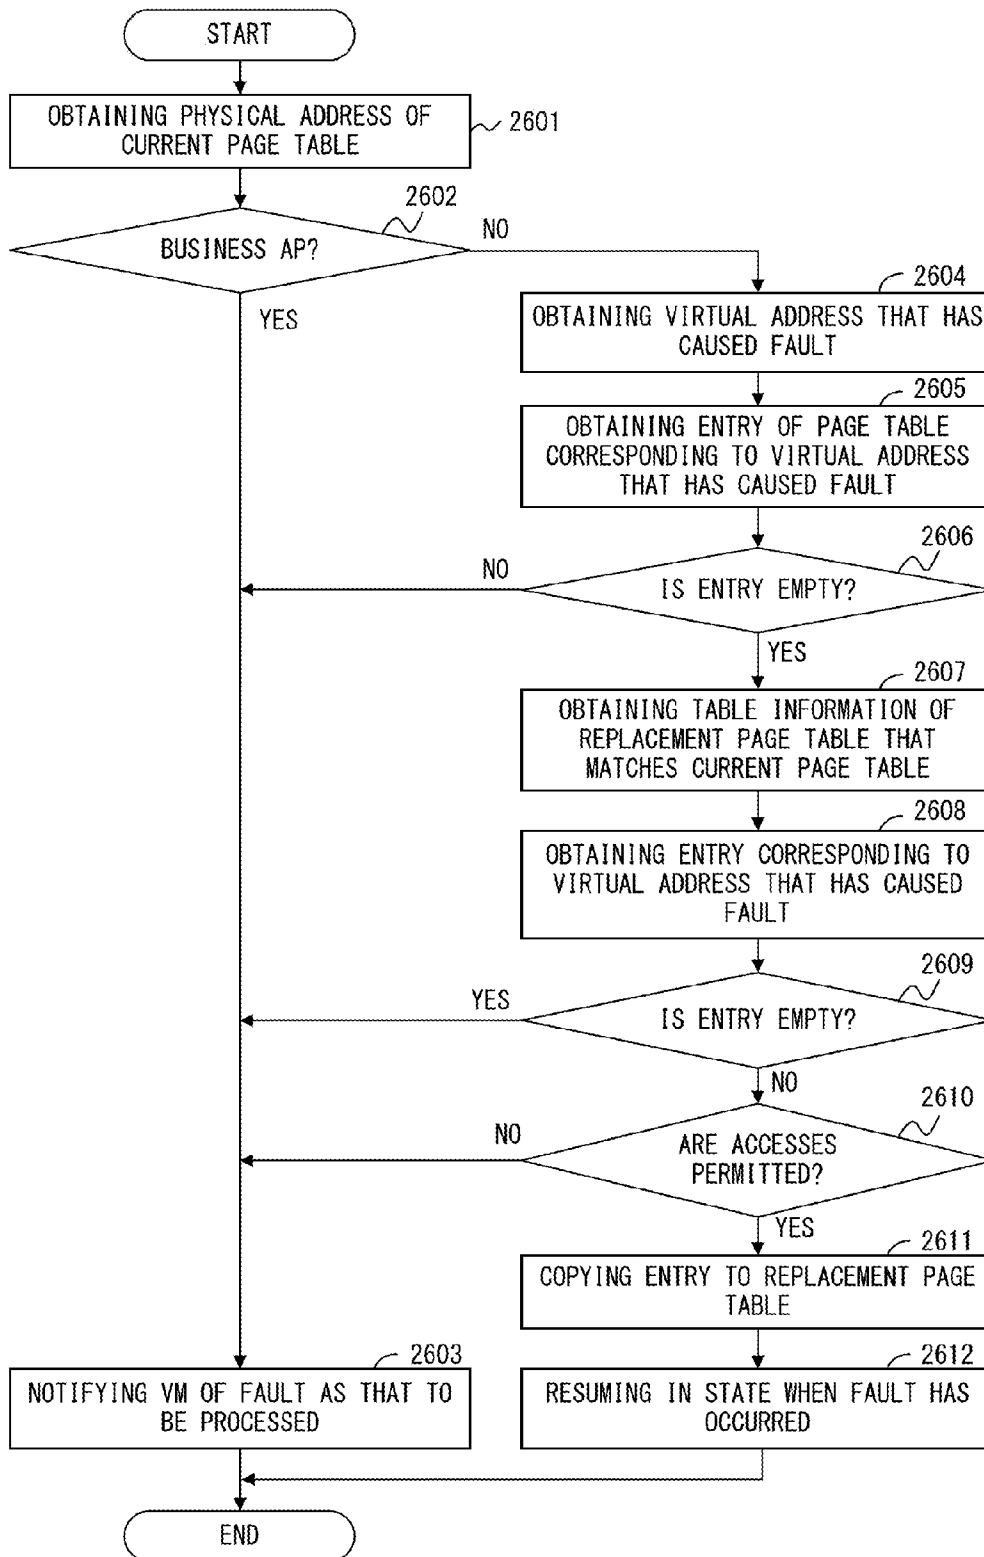 START
OBTAINING PHYSICAL ADDRESS OF
CURRENT PAGE TABLE
2601
2602
BUSINESS AP?
NO
YES
2604
OBTAINING VIRTUAL ADDRESS THAT HAS
CAUSED FAULT
2605
OBTAINING ENTRY OF PAGE TABLE
CORRESPONDING TO VIRTUAL ADDRESS
THAT HAS CAUSED FAULT
2606
NO
IS ENTRY EMPTY?
YES
2607
OBTAINING TABLE INFORMATION OF
REPLACEMENT PAGE TABLE THAT
MATCHES CURRENT PAGE TABLE
2608
OBTAINING ENTRY CORRESPONDING TO
VIRTUAL ADDRESS THAT HAS CAUSED
FAULT
2609
YES
IS ENTRY EMPTY?
NO
2610
NO
ARE ACCESSES
PERMITTED?
YES
2611
COPYING ENTRY TO REPLACEMENT PAGE
TABLE
2603
NOTIFYING VM OF FAULT AS THAT TO
BE PROCESSED
2612
RESUMING IN STATE WHEN FAULT HAS
OCCURRED
END